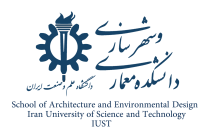 دانشکده معماری
و شهرسازی
دانشگاه علم و صنعت ایران
School of Architecture and Environmental Design
Iran University of Science and Technology
IUST